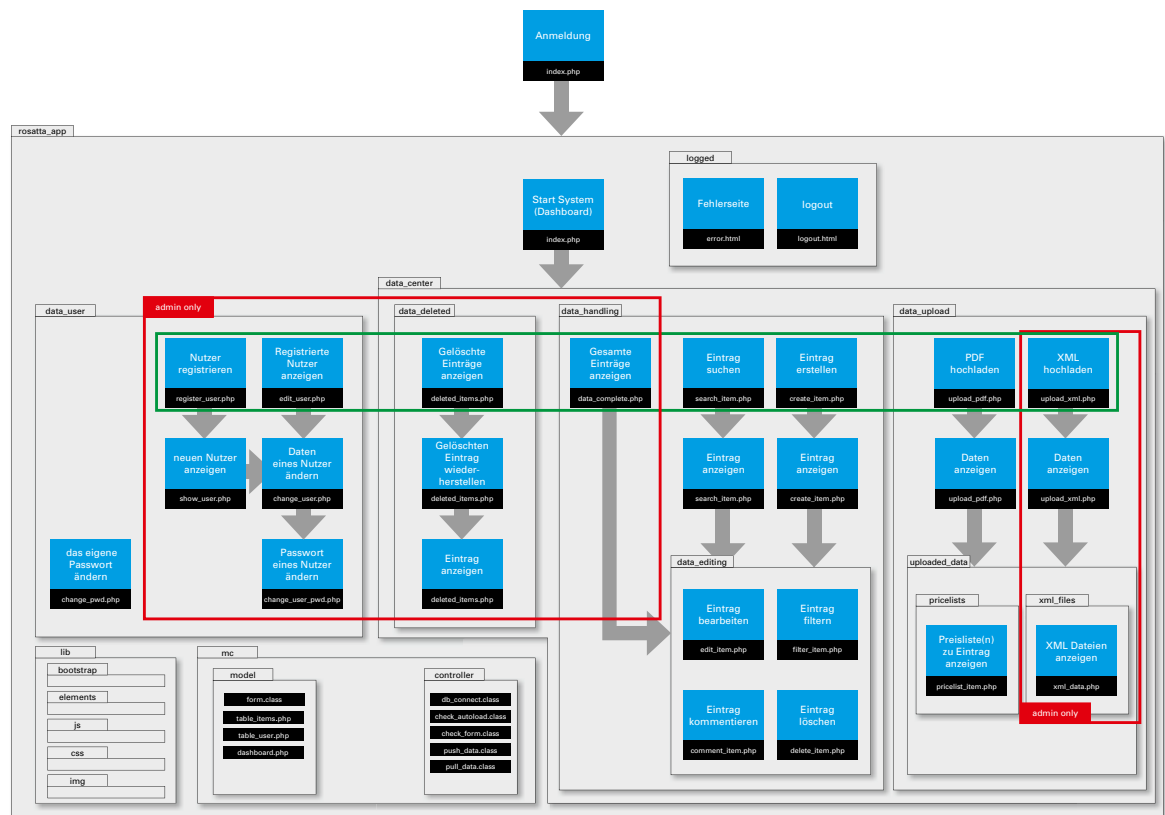 Anmeldung
index.php
rosatta_app
logged
Start System
(Dashboard)
index.php
Fehlerseite
error.html
logout
logout.html
data_center
admin only
data_user
data_deleted
data_handling
data_upload
Nutzer
registrieren
register_user.php
Registrierte
Nutzer
anzeigen
edit_user.php
Gelöschte
Einträge
anzeigen
deleted_items.php
Gesamte
Einträge
anzeigen
data_complete.php
Eintrag
suchen
search_item.php
Eintrag
erstellen
create_item.php
PDF
hochladen
upload_pdf.php
XML
hochladen
upload_xml.php
neuen Nutzer
anzeigen
show_user.php
Daten
eines Nutzer
ändern
change_user.php
Gelöschten
Eintrag
wieder-
herstellen
deleted_items.php
Eintrag
anzeigen
search_item.php
Eintrag
anzeigen
create_item.php
Daten
anzeigen
upload_pdf.php
Daten
anzeigen
upload_xml.php
das eigene
Passwort
ändern
change_pwd.php
Passwort
eines Nutzer
ändern
change_user_pwd.php
Eintrag
anzeigen
deleted_items.php
data_editing
uploaded_data
Eintrag
bearbeiten
edit_item.php
Eintrag
filtern
filter_item.php
pricelists
xml_files
Preisliste(n)
zu Eintrag
anzeigen
pricelist_item.php
XML Dateien
anzeigen
xml_data.php
admin only
Eintrag
kommentieren
comment_item.php
Eintrag
löschen
delete_item.php
lib
bootstrap
elements
js
css
img
mc
model
form.class
table_items.php
table_user.php
dashboard.php
controller
db_connect.class
check_autoload.class
check_form.class
push_data.class
pull_data.class